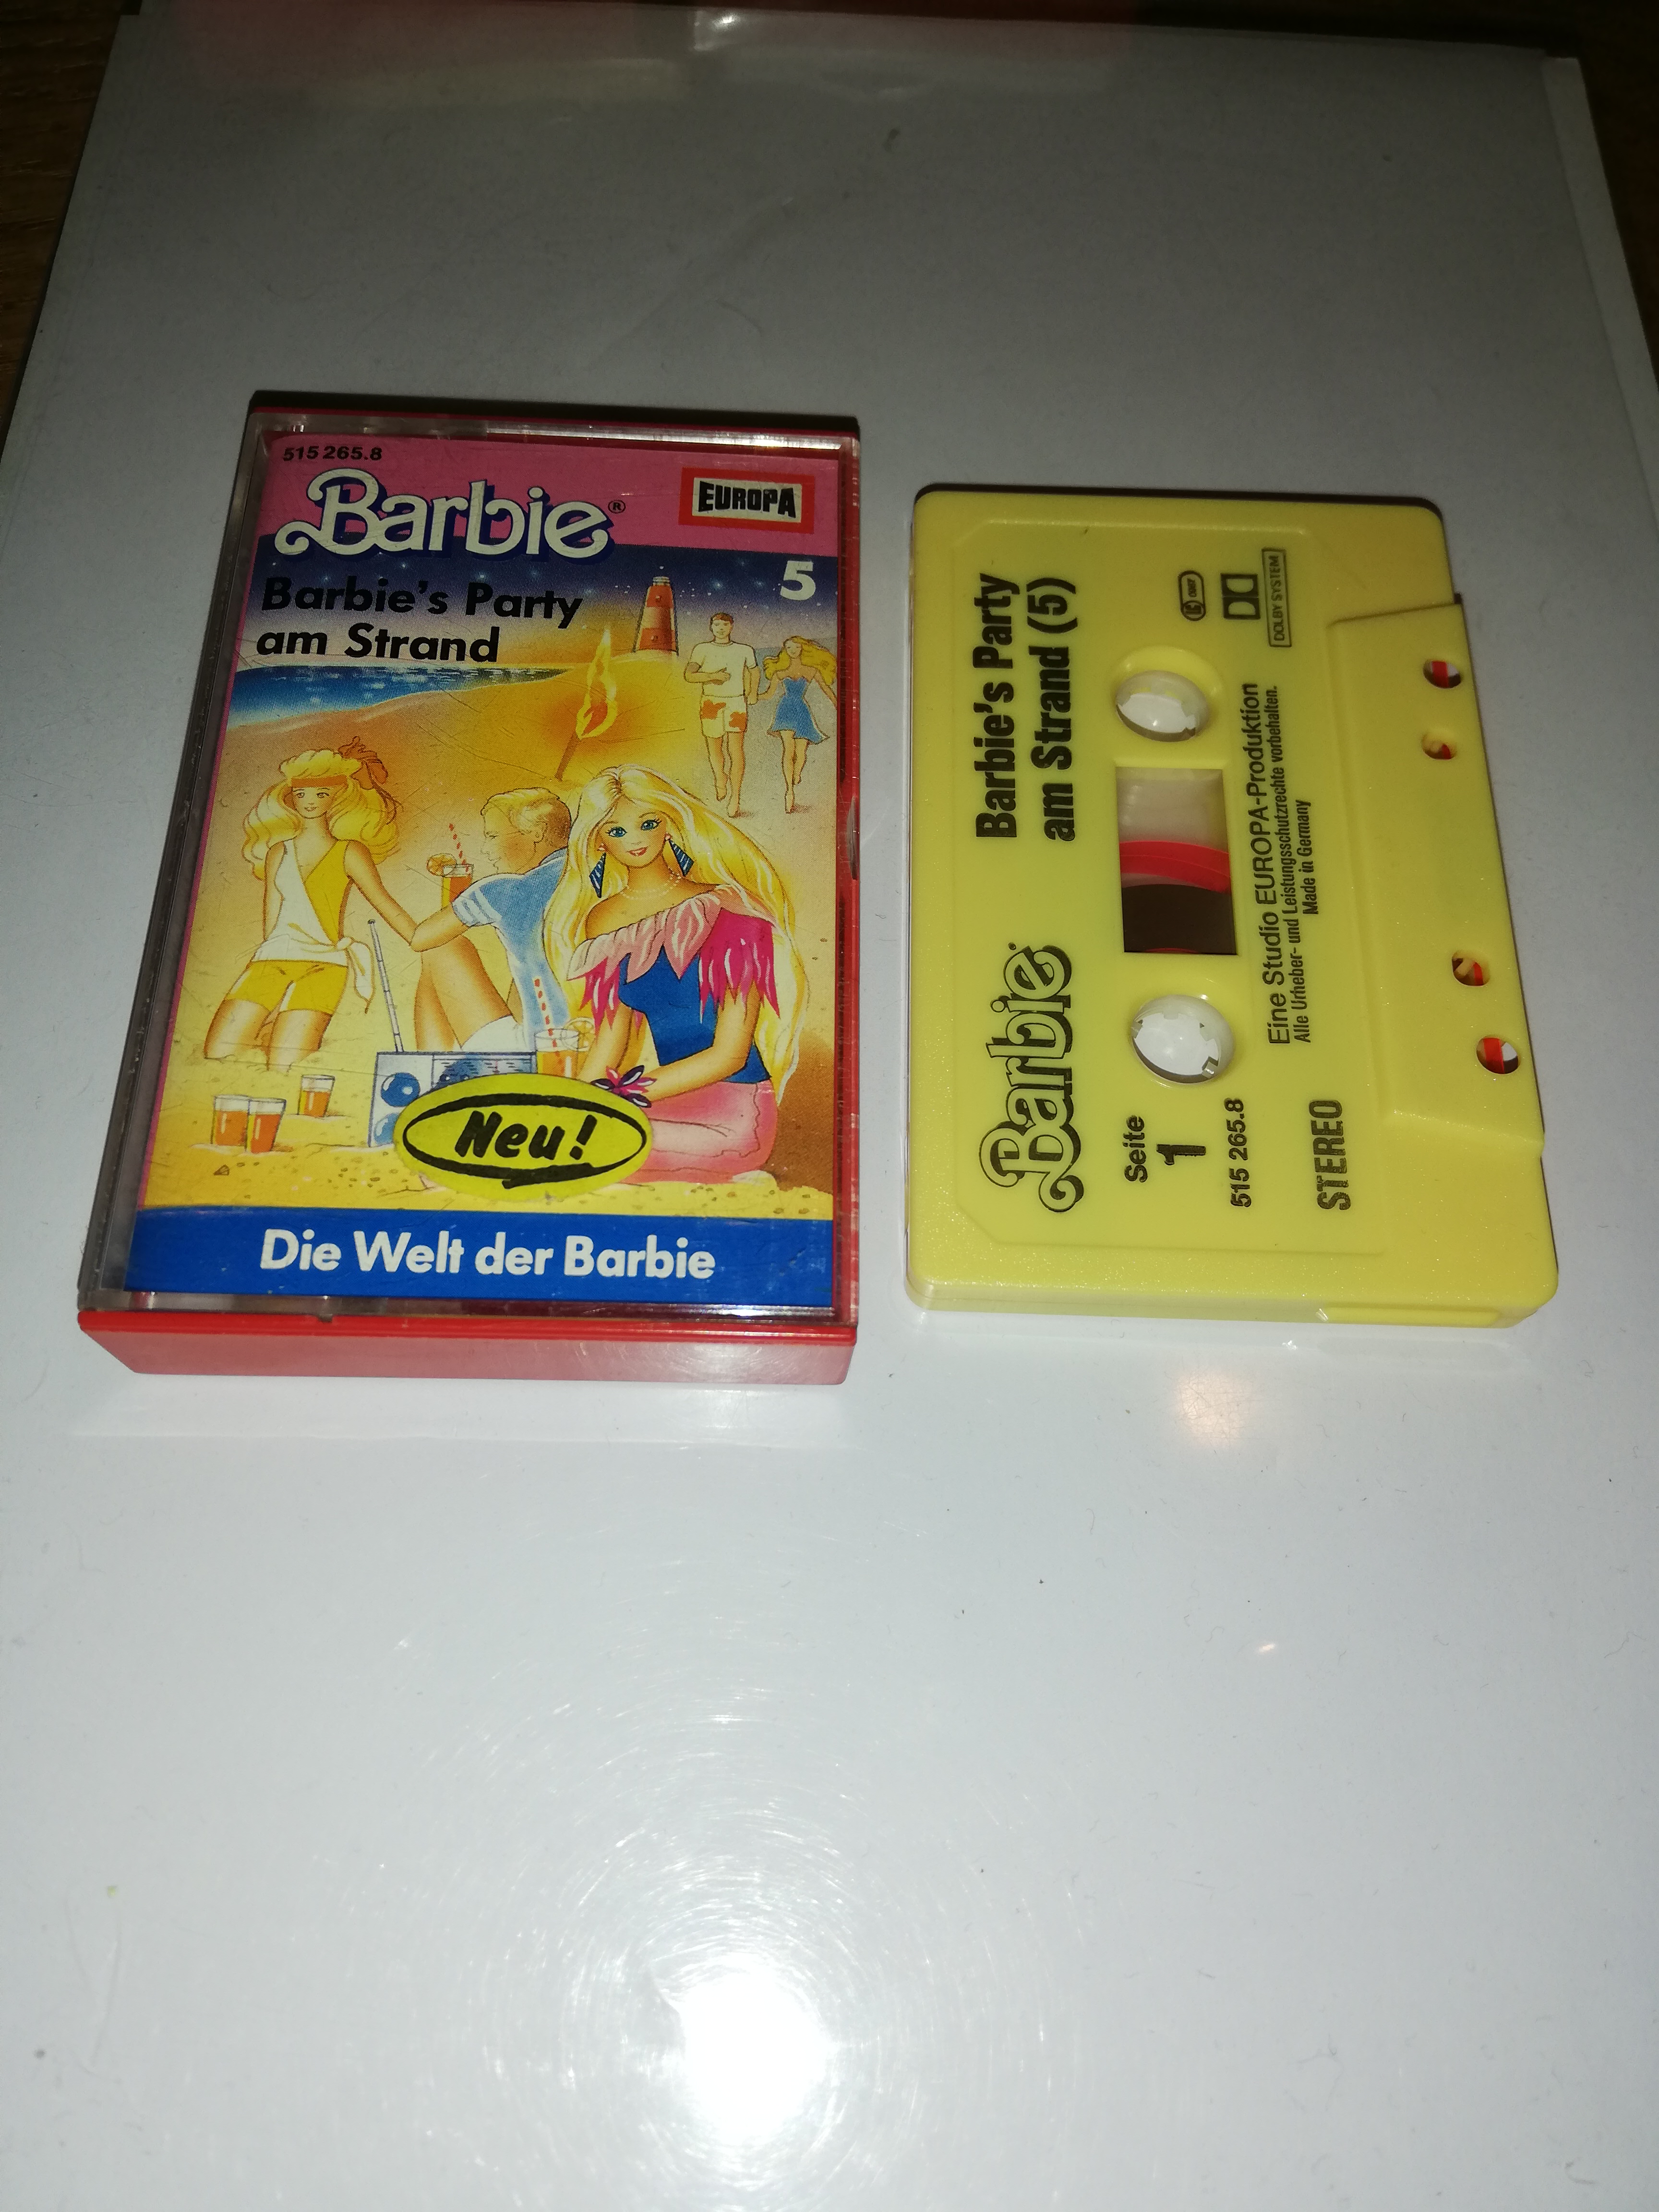 515 265.8
Barbie®
EUROPA
5
Barbie's Party
am Strand
Neu!
Die Welt der Barbie
Barbie
Barbie's Party
am Strand (5)
Seite
1
515 265.8
STEREO
DOLBY SYSTEM
Eine Studio EUROPA-Produktion
Alle Urheber- und Leistungsschutzrechte vorbehalten.
Made in Germany